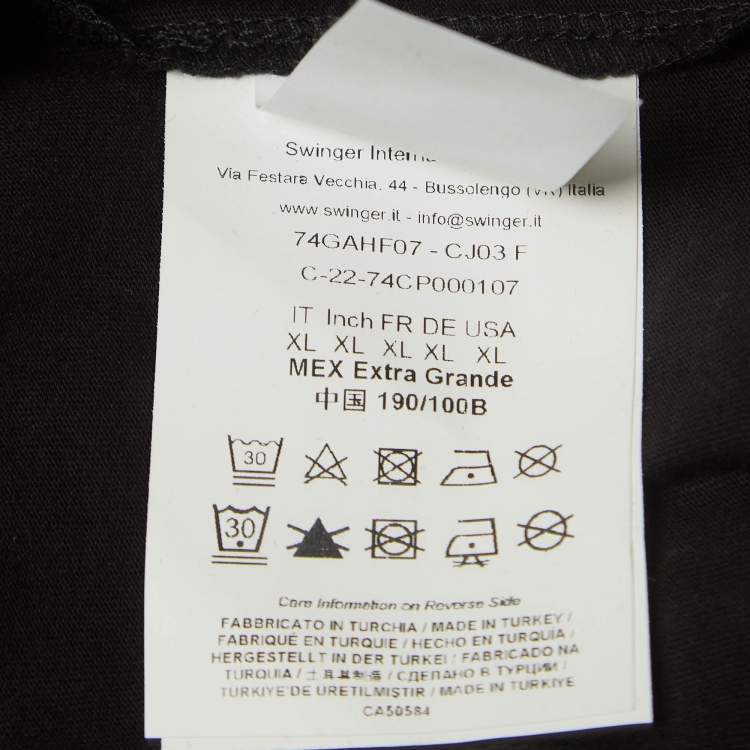 Swinger
Via Festara Vecchia, 44 - Bussolengo (VR) Italia
www.swinger.it - info@swinger.it
74GAHF07 - CJ03 F
C-22-74CP000107
IT Inch FR DE USA
XL XL XL XL XL
MEX Extra Grande
中国 190/100B
30
30
Care Information on Reverse Side
FABBRICATO IN TURCHIA / MADE IN TURKEY /
FABRIQUÉ EN TURQUIE / HECHO EN TURQUIA /
HERGESTELLT IN DER TURKEI / FABRICADO NA
TURQUIA / 土耳其制造 / СДЕЛАНО В ТУРЦИИ /
TURKIYE'DE URETILMIŞTIR / MADE IN TURKIYE
CA50584